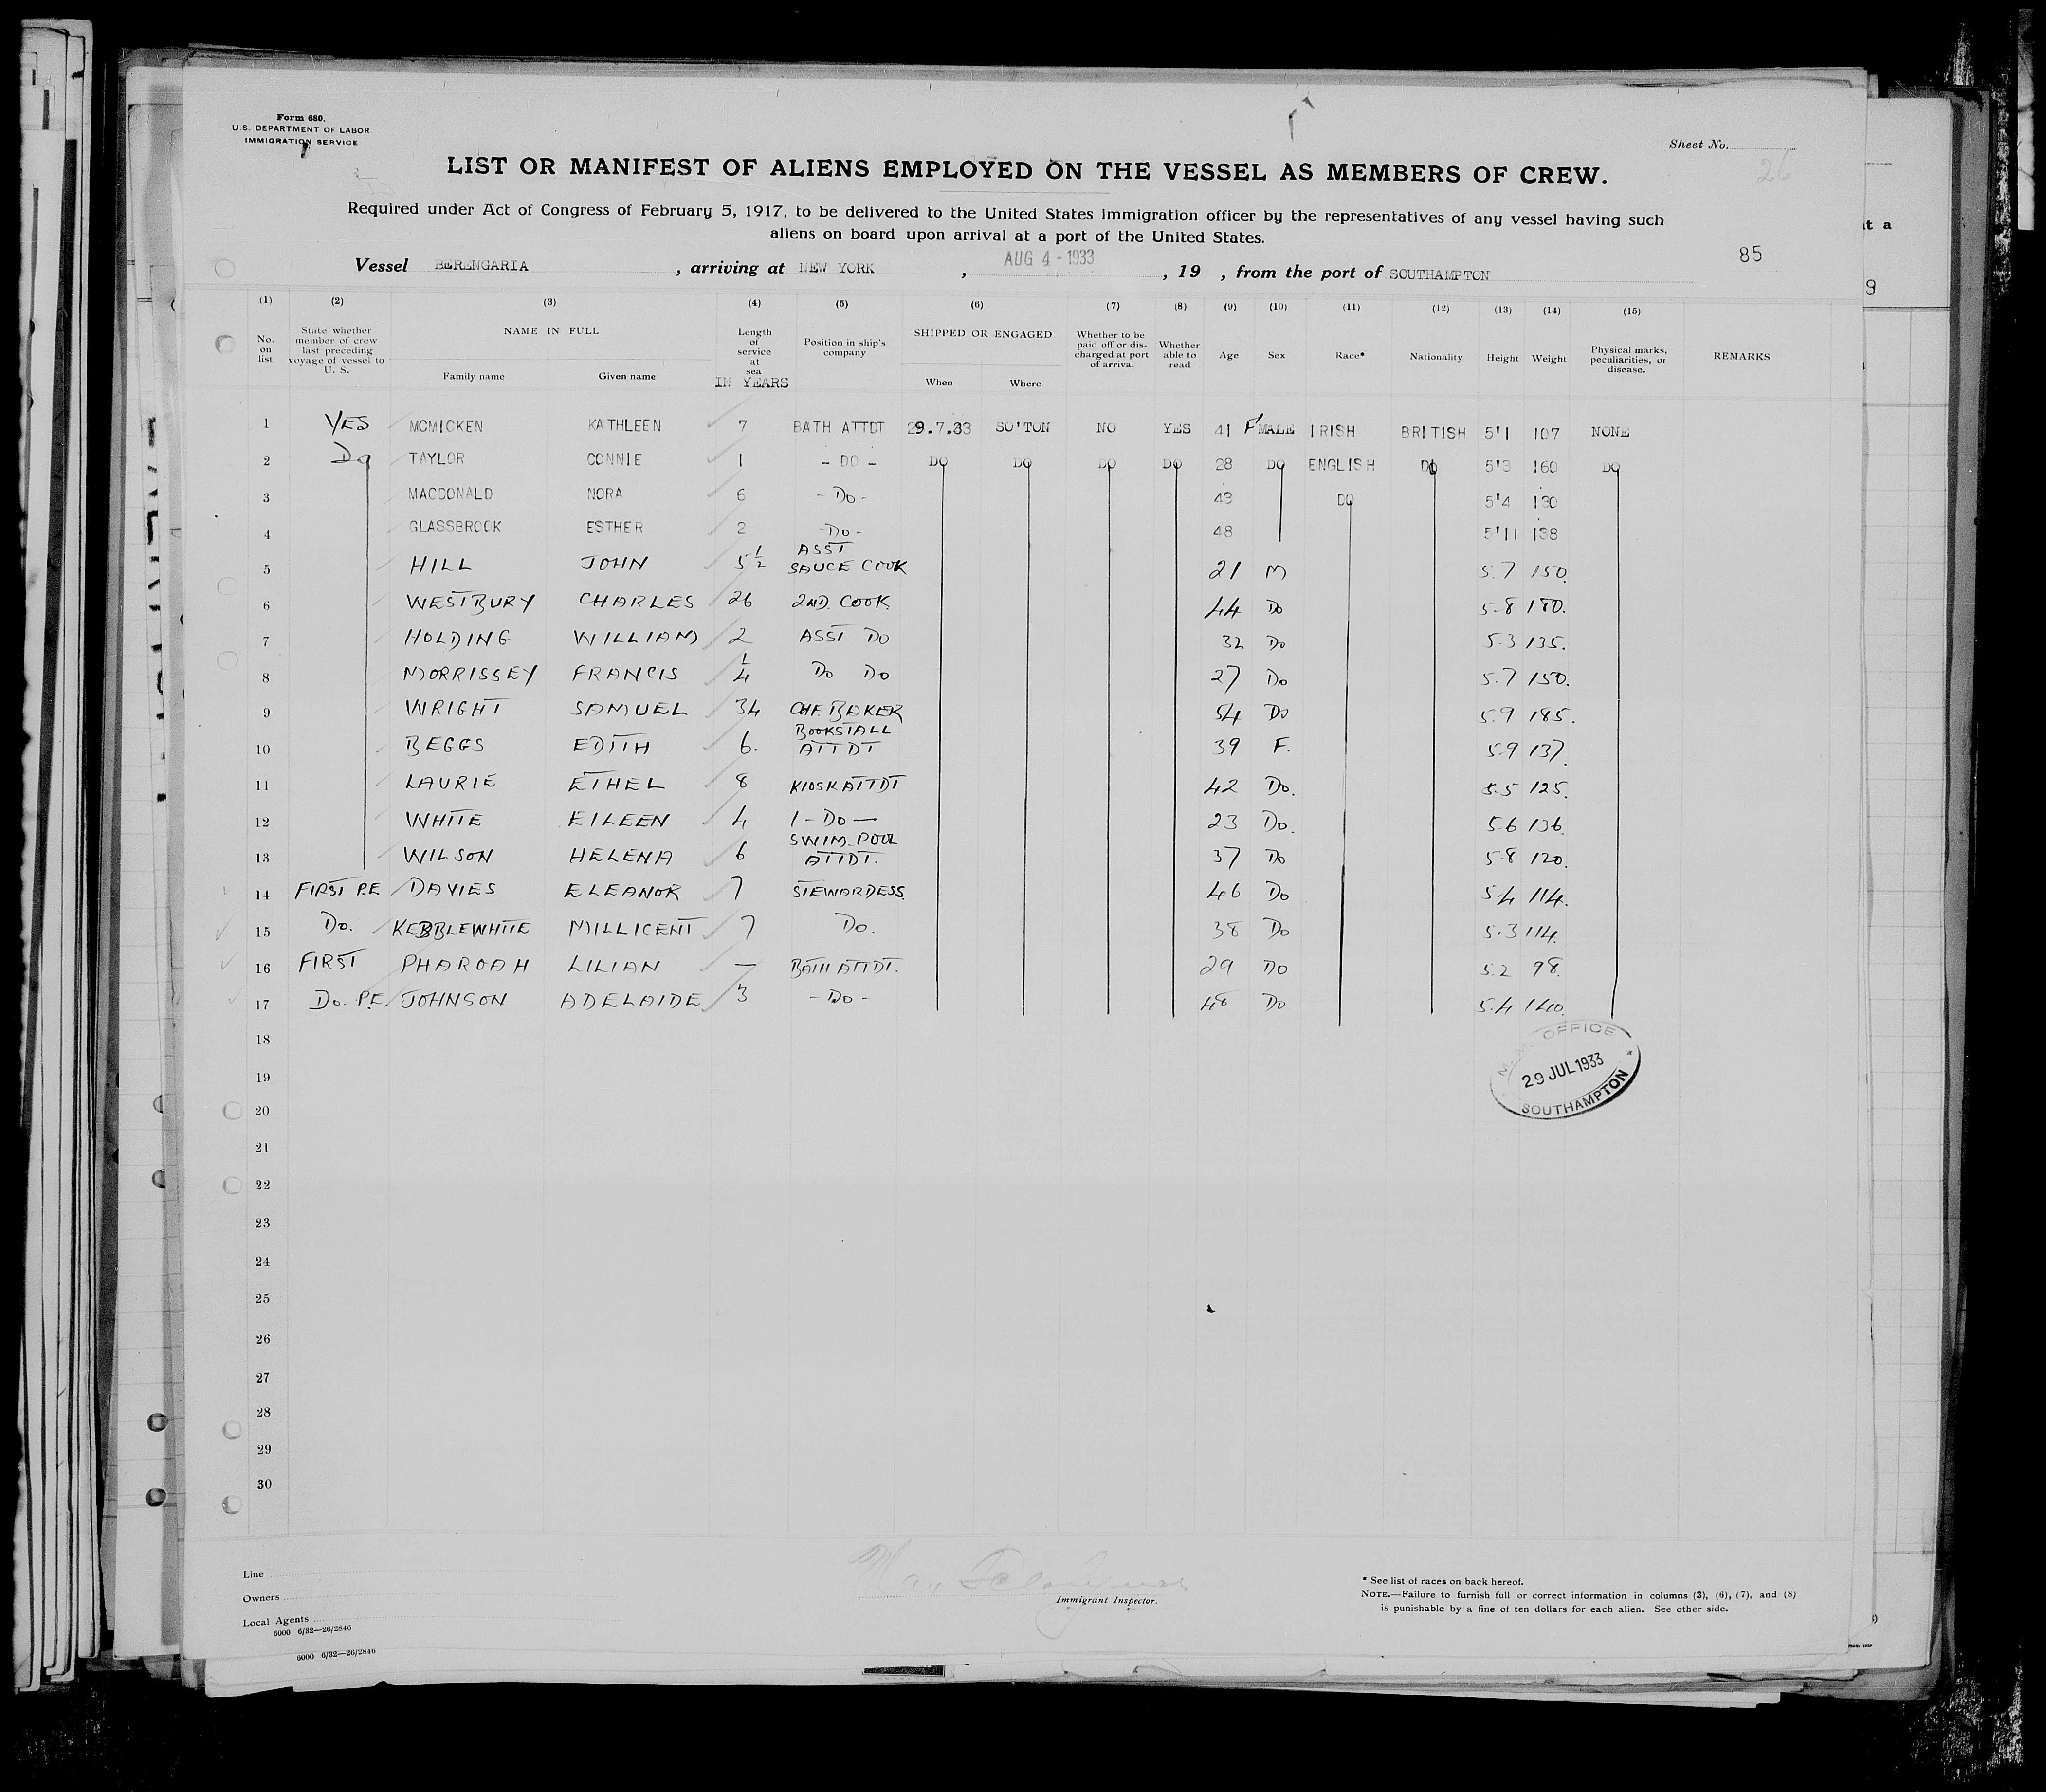 Form 680.
U.S. DEPARTMENT OF LABOR
IMMIGRATION SERVICE
Sheet No.
26
LIST OR MANIFEST OF ALIENS EMPLOYED ON THE VESSEL AS MEMBERS OF CREW.
Required under Act of Congress of February 5, 1917, to be delivered to the United States immigration officer by the representatives of any vessel having such
aliens on board upon arrival at a port of the United States.
85
Vessel BERENGARIA, arriving at NEW YORK, AUG 4 - 1933, 19 , from the port of SOUTHAMPTON
(1) (2) (3) (4) (5) (6) (7) (8) (9) (10) (11) (12) (13) (14) (15)
No. on list State whether member of crew last preceding voyage of vessel to U. S. NAME IN FULL Family name Given name Length of service at sea IN YEARS Position in ship's company SHIPPED OR ENGAGED When Where Whether to be paid off or discharged at port of arrival Whether able to read Age Sex Race* Nationality Height Weight Physical marks, peculiarities, or disease. REMARKS
1 YES MCMICKEN KATHLEEN 7 BATH ATTDT 29.7.33 SO'TON NO YES 41 F'MALE IRISH BRITISH 5'1 107 NONE
2 Do TAYLOR CONNIE 1 - DO - DO DO DO DO 28 DO ENGLISH DO 5'3 160 DO
3 MACDONALD NORA 6 - Do - 43 DO 5'4 130
4 GLASSBROOK ESTHER 2 - Do - 48 5'11 138
5 HILL JOHN 5 1/2 ASST SAUCE COOK 21 M 5.7 150.
6 WESTBURY CHARLES 26 2ND. COOK 44 Do 5-8 180.
7 HOLDING WILLIAM 2 ASST Do 32 Do 5.3 135.
8 MORRISSEY FRANCIS 1/4 Do Do 27 Do 5.7 150.
9 WRIGHT SAMUEL 34 CHF. BAKER 54 Do 5.9 185.
10 BEGGS EDITH 6. BOOKSTALL ATTDT 39 F. 5.9 137.
11 LAURIE ETHEL 8 KIOSK ATTDT 42 Do. 5.5 125.
12 WHITE EILEEN 4 1 - Do — 23 Do. 5.6 136.
13 WILSON HELENA 6 SWIM. POOL ATTDT. 37 Do 5-8 120.
14 FIRST P.E DAVIES ELEANOR 7 STEWARDESS. 46 Do 5.4 114.
15 Do. KEBBLEWHITE MILLICENT 7 Do. 38 Do 5.3 114.
16 FIRST PHAROAH LILIAN — BATH ATTDT. 29 Do 5.2 98.
17 Do. P.E. JOHNSON ADELAIDE 3 - Do - 48 Do 5.4 140.
18
OFFICE
29 JUL 1933
SOUTHAMPTON
19
20
21
22
23
24
25
26
27
28
29
30
Line
Owners
Local Agents
6000 6/32—26/2846
6000 6/32—26/2846
Immigrant Inspector.
* See list of races on back hereof.
NOTE.—Failure to furnish full or correct information in columns (3), (6), (7), and (8)
is punishable by a fine of ten dollars for each alien. See other side.